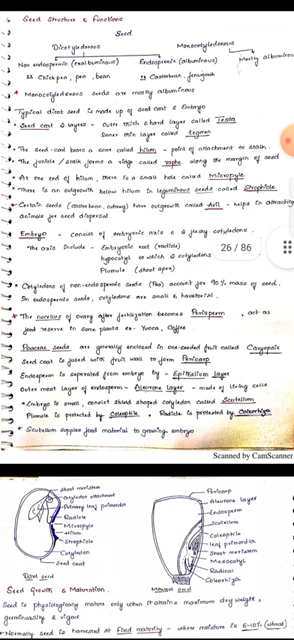 Seed Structure & Functions
Seed
Dicotyledonous
Monocotyledonous
Non endospermic (exalbuminous)
Endospermic (albuminous)
Mostly albuminous
Chickpea, pea, bean
Castorbean, fenugreek
* Monocotyledonous seeds are mostly albuminous
Typical dicot seed is made up of seed coat & Embryo
Seed coat 2 layers - Outer thick & hard layer called Testa
Inner thin layer called tegmen
The seed-coat bears a scar called hilum - point of attachment to stalk.
The funicle / stalk forms a ridge called raphe along the margin of seed
At one end of hilum, there is a small hole called Micropyle
There is an outgrowth below hilum in leguminous seeds called Strophiole.
Certain seeds (castorbean, nutmeg) have outgrowth called Aril - helps in attracting
animals for seed dispersal.
Embryo - consists of embryonic axis & 2 fleshy cotyledons.
The axis include - Embryonic root (radicle)
hypocotyl to which 2 cotyledons
Plumule (shoot apex)
26 / 86
Cotyledons of non-endospermic seeds (Pea) account for 90% mass of seed.
In endospermic seeds, cotyledons are small & haustorial.
* The nucellus of ovary after fertilization becomes Perisperm, act as
food reserve in some plants ex- Yucca, Coffee
Poaceae seeds are generally enclosed in one-seeded fruit called Caryopsis
Seed coat is fused with fruit wall to form Pericarp
Endosperm is seperated from embryo by - Epithelium layer
Outer most layer of endosperm - Aleurone Layer - made of living cells
* Embryo is small, consist shield shaped cotyledon called Scutellum
Plumule is protected by Coleoptile. Radicle is protected by Coleorhiza
* Scutellum supplies food material to growing embryo
Scanned by CamScanner
Shoot meristem
Cotyledon attachment
Primary leaf primordia
Radicle
Micropyle
Hilum
Strophiole
Cotyledon
Seed coat
Dicot seed
Pericarp
Aleurone Layer
Endosperm
Scutellum
Coleoptile
leaf primordia
Shoot meristem
Mesocotyl
Radical
Coleorhiza
Monocot seed
Seed Growth & Maturation.
Seed is physiologically mature only when it attains a maximum dry weight,
germinability & vigor
* Normally seed is harvested at field maturity - where moisture is 6-10% (wheat)